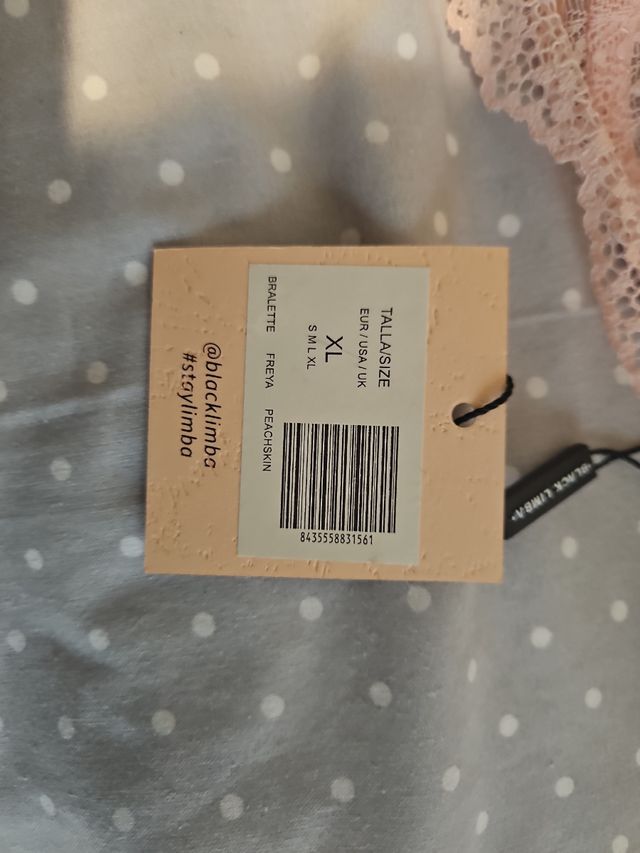 TALLA/SIZE
EUR / USA / UK
XL
S M L XL
8435558831561
BRALETTE FREYA PEACHSKIN
@blacklimba
#staylimba
BLACK LIMBA